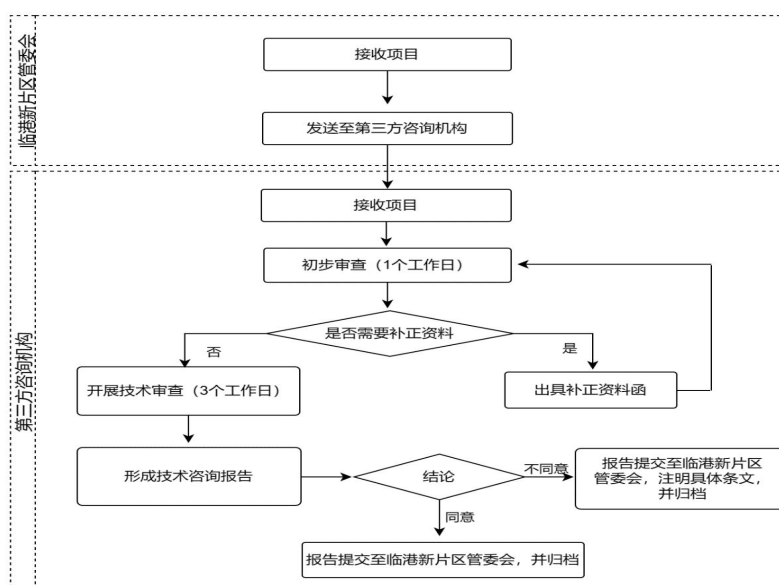 临港新片区管委会
接收项目
发送至第三方咨询机构
第三方咨询机构
接收项目
初步审查（1个工作日）
是否需要补正资料
否
是
开展技术审查（3个工作日）
出具补正资料函
形成技术咨询报告
结论
不同意
报告提交至临港新片区
管委会，注明具体条文，
并归档
同意
报告提交至临港新片区管委会，并归档